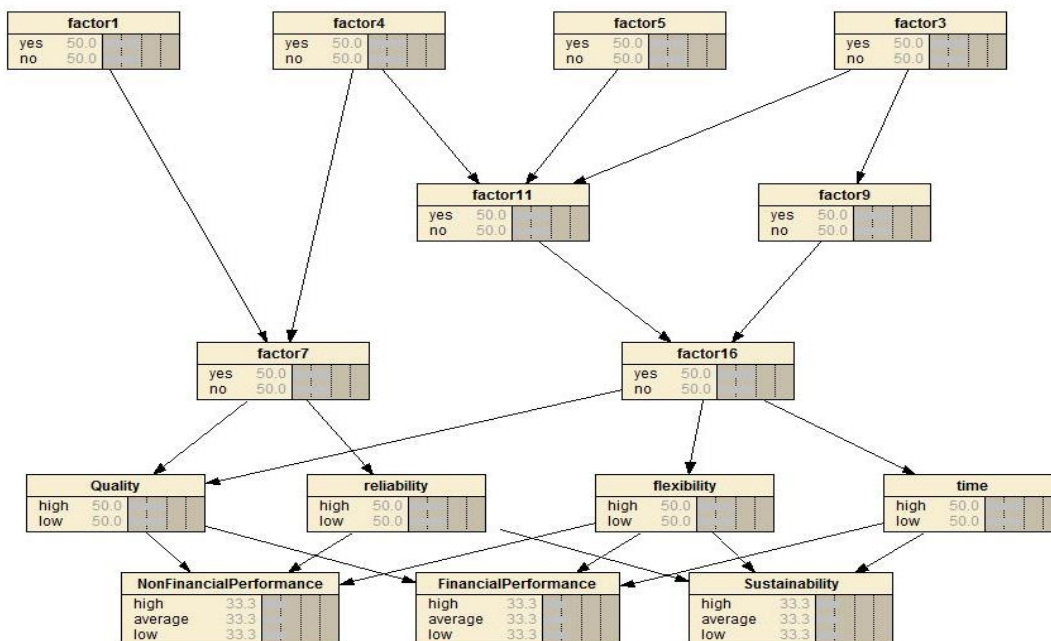 factor1
yes 50.0
no 50.0
factor4
yes 50.0
no 50.0
factor5
yes 50.0
no 50.0
factor3
yes 50.0
no 50.0
factor11
yes 50.0
no 50.0
factor9
yes 50.0
no 50.0
factor7
yes 50.0
no 50.0
factor16
yes 50.0
no 50.0
Quality
high 50.0
low 50.0
reliability
high 50.0
low 50.0
flexibility
high 50.0
low 50.0
time
high 50.0
low 50.0
NonFinancialPerformance
high 33.3
average 33.3
low 33.3
FinancialPerformance
high 33.3
average 33.3
low 33.3
Sustainability
high 33.3
average 33.3
low 33.3